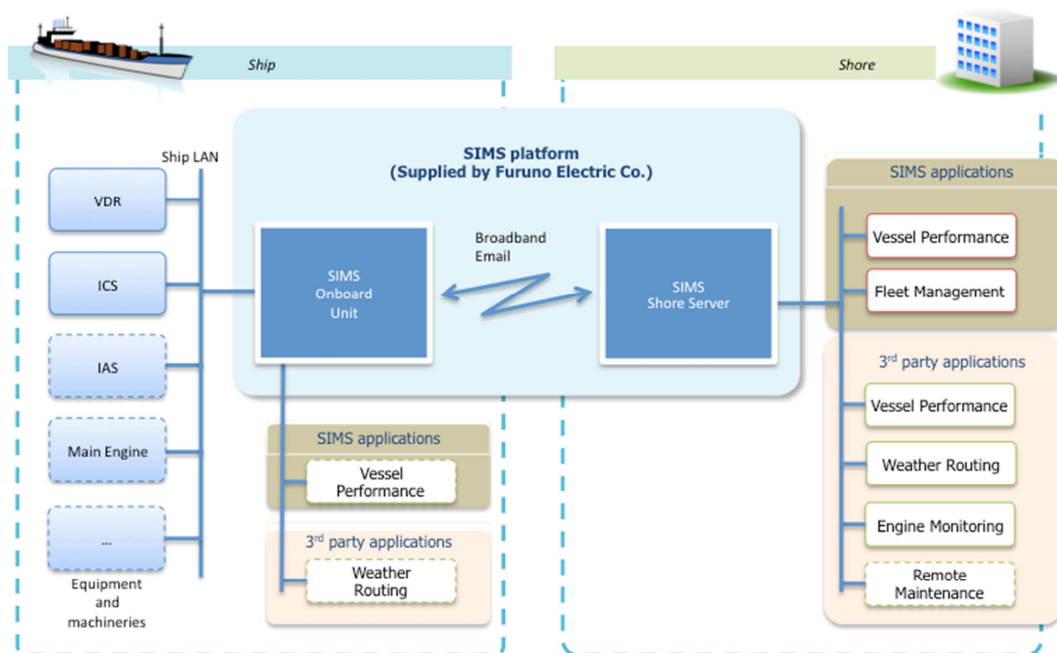 Ship
Shore
Ship LAN
VDR
ICS
IAS
Main Engine
...
Equipment
and
machineries
SIMS platform
(Supplied by Furuno Electric Co.)
SIMS
Onboard
Unit
Broadband
Email
SIMS
Shore Server
SIMS applications
Vessel
Performance
3rd party applications
Weather
Routing
SIMS applications
Vessel Performance
Fleet Management
3rd party applications
Vessel Performance
Weather Routing
Engine Monitoring
Remote
Maintenance